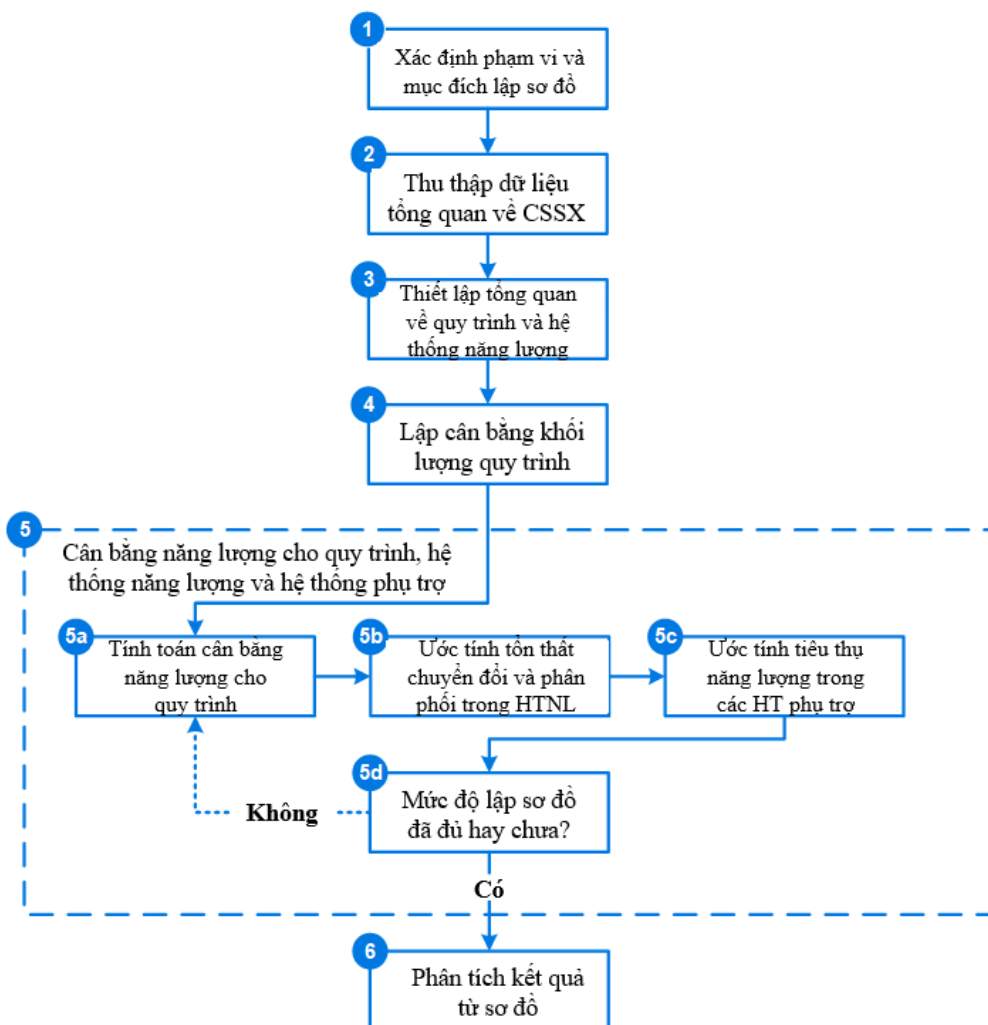 1
Xác định phạm vi và
mục đích lập sơ đồ
2
Thu thập dữ liệu
tổng quan về CSSX
3
Thiết lập tổng quan
về quy trình và hệ
thống năng lượng
4
Lập cân bằng khối
lượng quy trình
5
Cân bằng năng lượng cho quy trình, hệ
thống năng lượng và hệ thống phụ trợ
5a
Tính toán cân bằng
năng lượng cho
quy trình
5b
Ước tính tổn thất
chuyển đổi và phân
phối trong HTNL
5c
Ước tính tiêu thụ
năng lượng trong
các HT phụ trợ
5d
Mức độ lập sơ đồ
đã đủ hay chưa?
Không
Có
6
Phân tích kết quả
từ sơ đồ